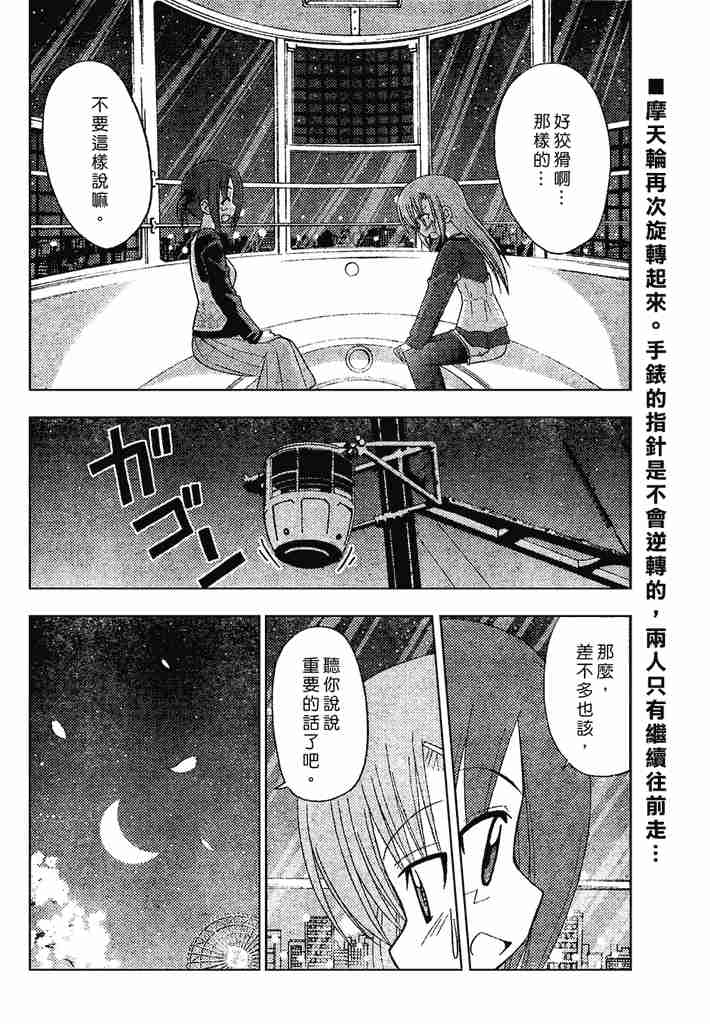 ■摩天輪再次旋轉起來。手錶的指針是不會逆轉的，兩人只有繼續往前走…
好狡猾啊…
那樣的…
不要這樣說嘛。
ガゴン
那麼，
差不多也該，
聽你說說
重要的話了吧。